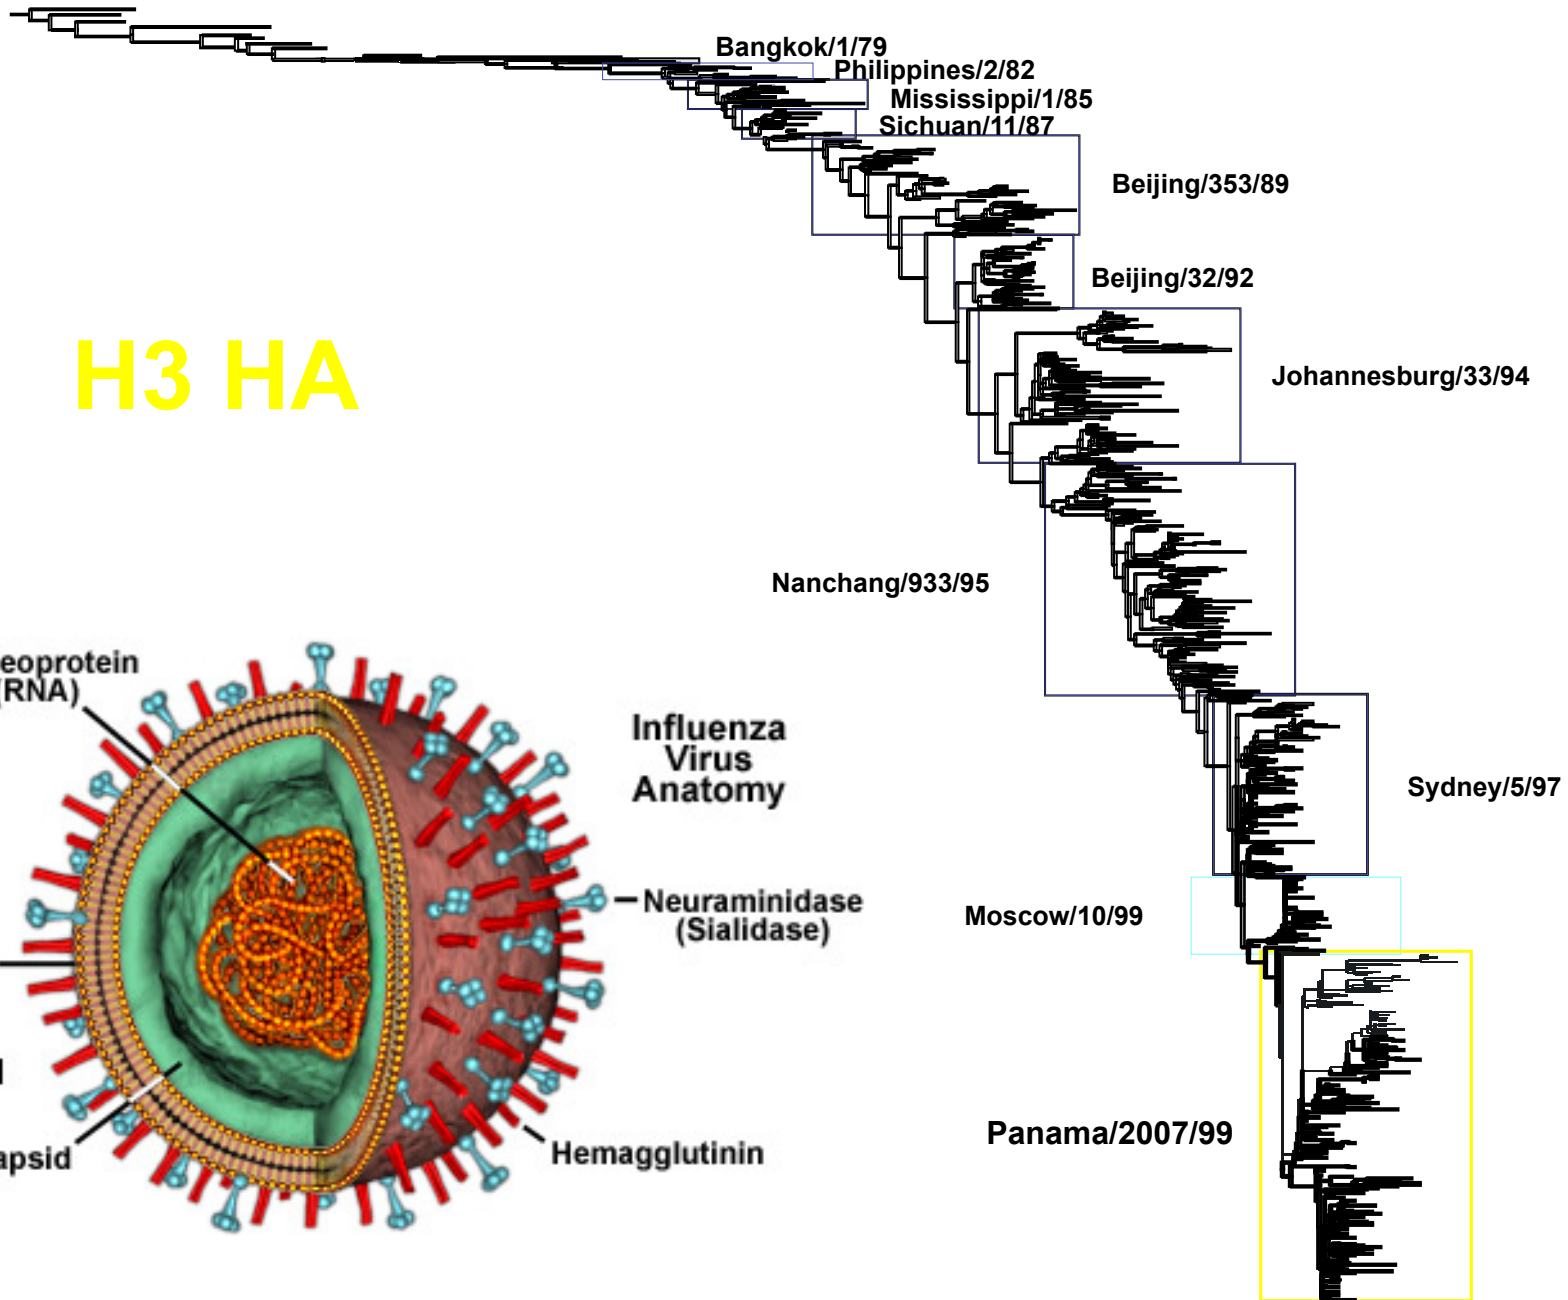 Bangkok/1/79
Philippines/2/82
Mississippi/1/85
Sichuan/11/87
Beijing/353/89
Beijing/32/92
H3 HA
Johannesburg/33/94
Nanchang/933/95
eoprotein
(RNA)
Influenza
Virus
Anatomy
Sydney/5/97
Neuraminidase
(Sialidase)
Moscow/10/99
Panama/2007/99
apsid
Hemagglutinin